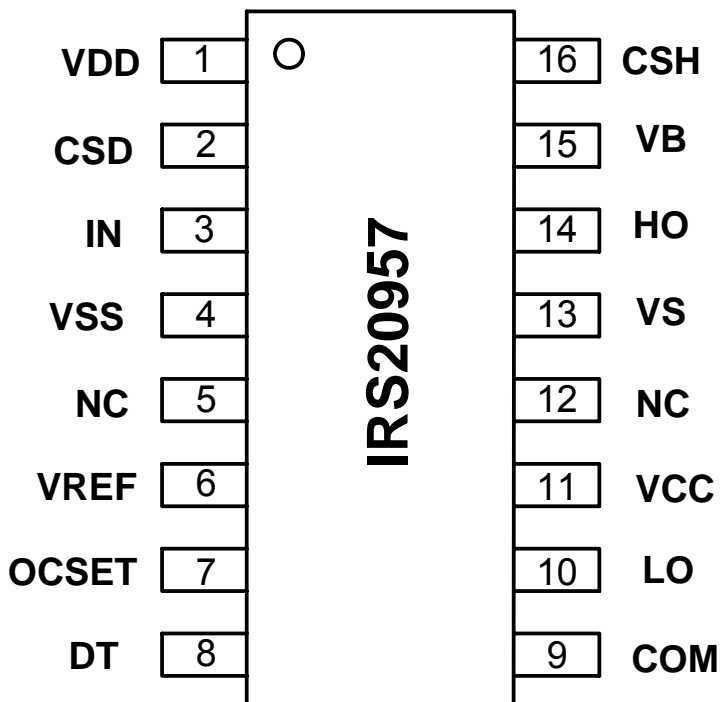 VDD 1 16 CSH
CSD 2 15 VB
IN 3 14 HO
VSS 4 13 VS
NC 5 12 NC
VREF 6 11 VCC
OCSET 7 10 LO
DT 8 9 COM
IRS20957